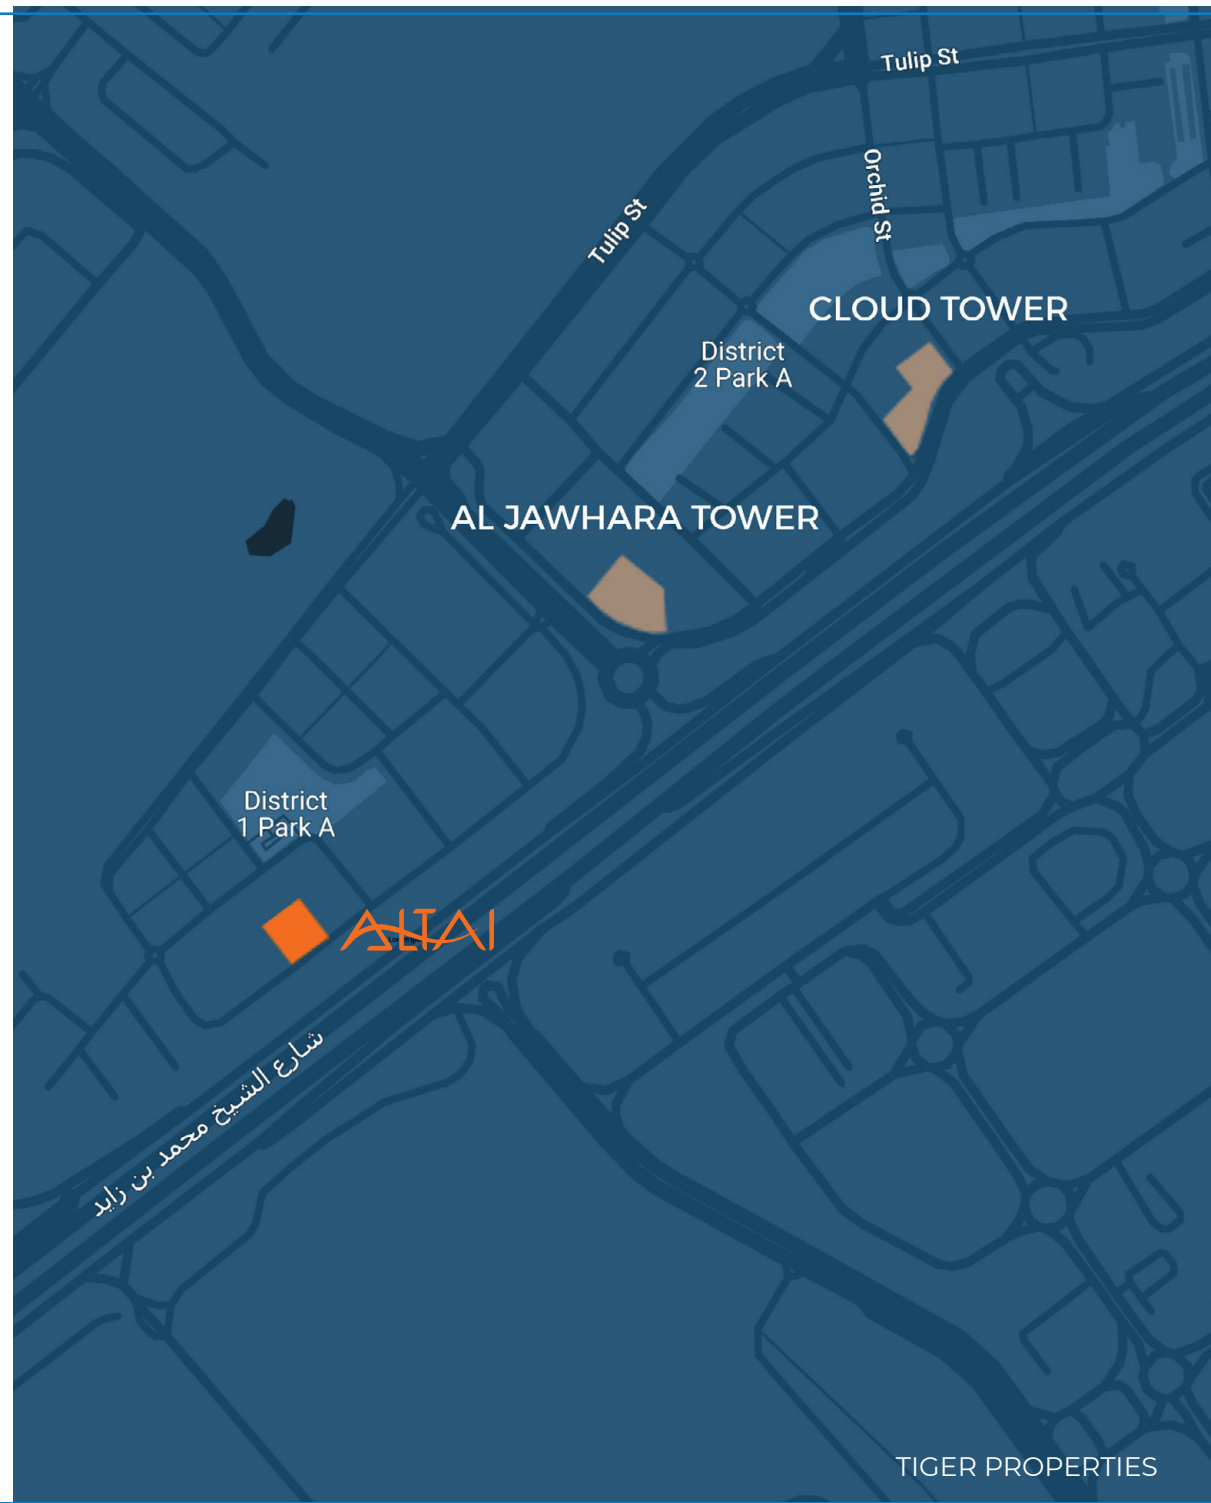 Tulip St
Orchid St
Tulip St
CLOUD TOWER
District
2 Park A
AL JAWHARA TOWER
District
1 Park A
ALTAI
شارع الشيخ محمد بن زايد
TIGER PROPERTIES